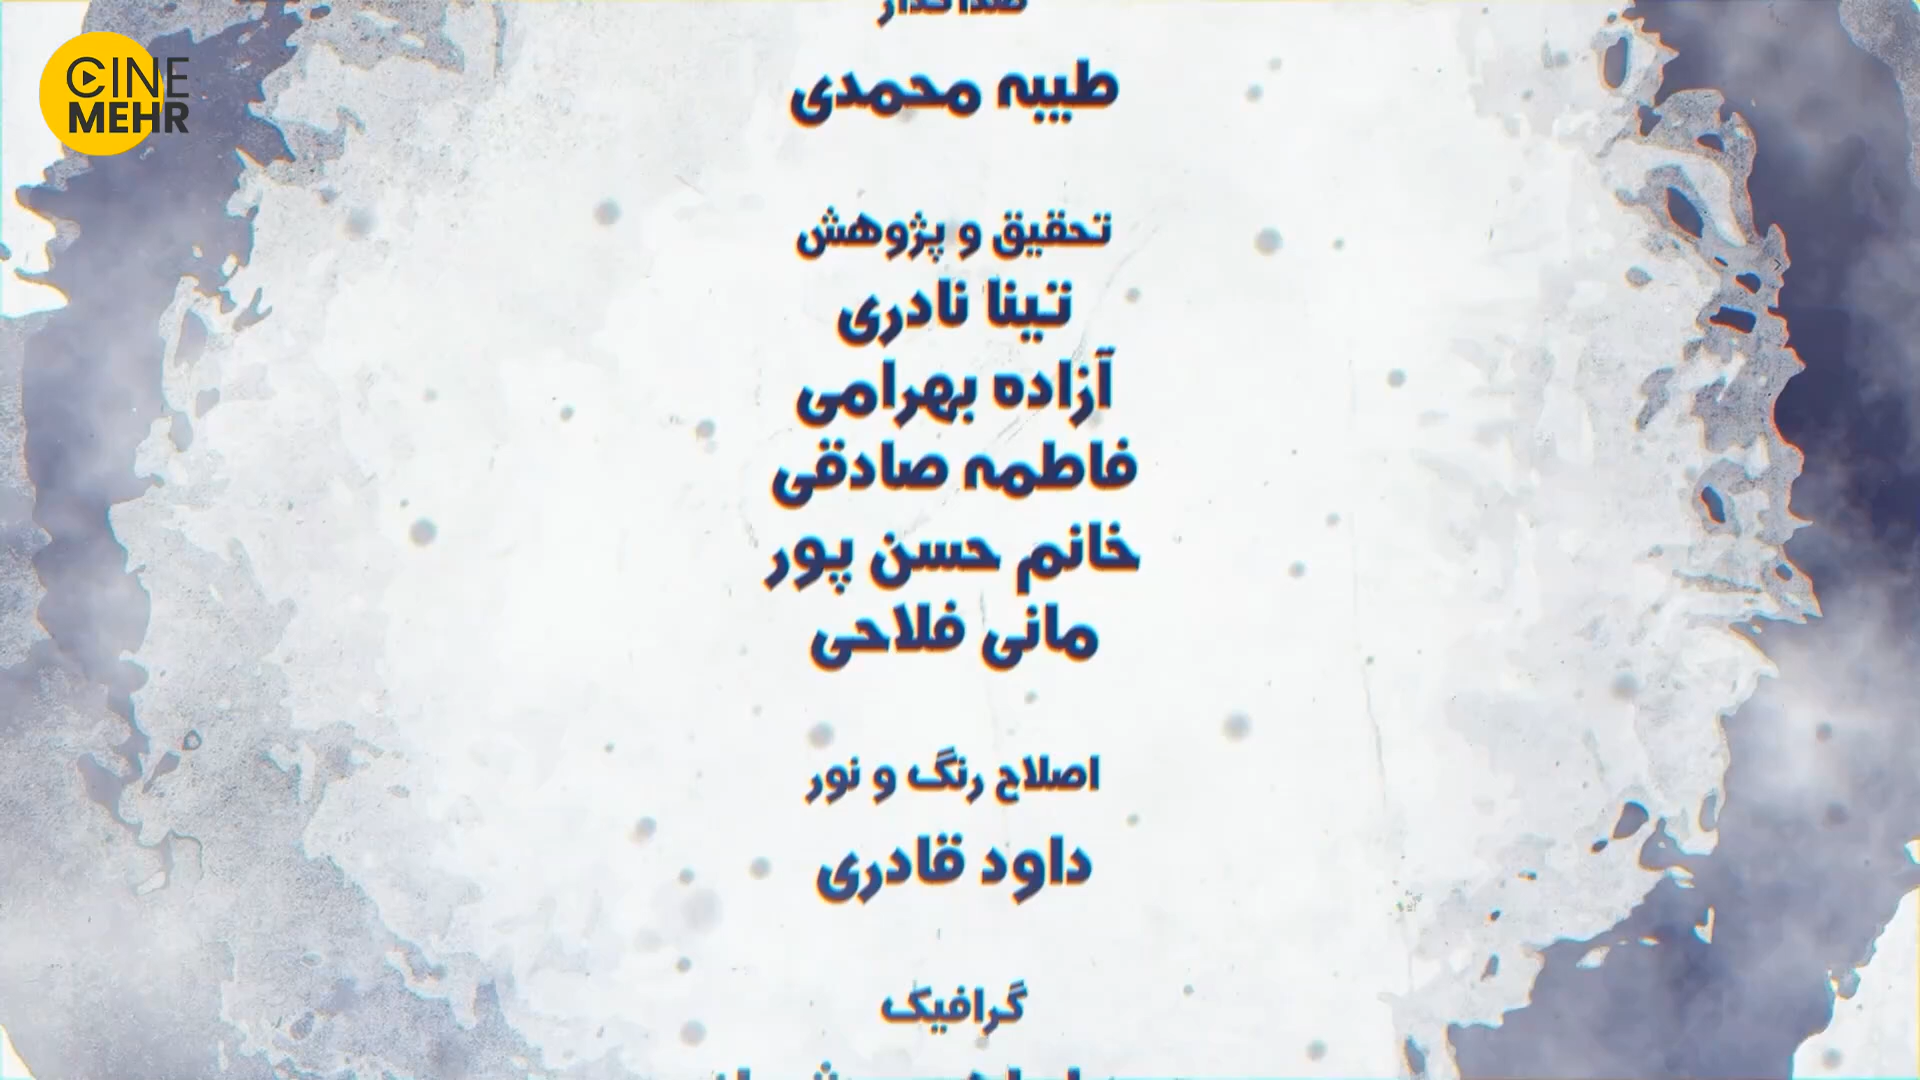 CINE
MEHR
طیبه محمدی
تحقیق و پژوهش
تینا نادری
آزاده بهرامی
فاطمه صادقی
خانم حسن پور
مانی فلاحی
اصلاح رنگ و نور
داود قادری
گرافیک